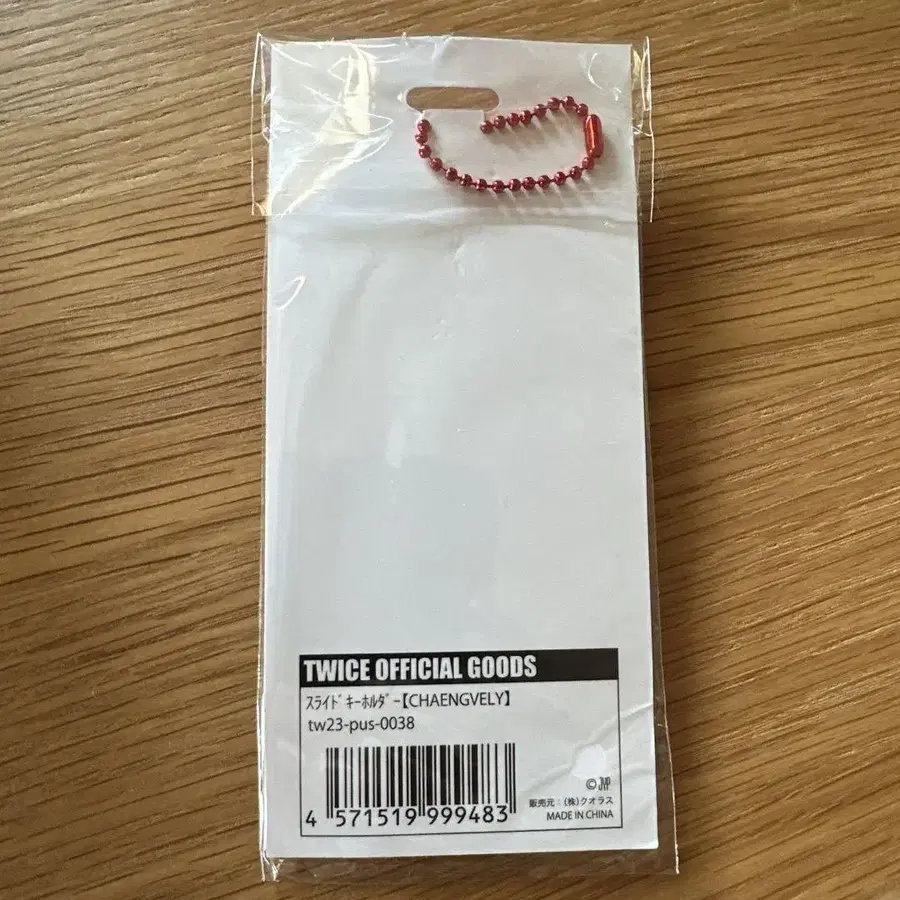 TWICE OFFICIAL GOODS
ｽﾗｲﾄﾞｷｰﾎﾙﾀﾞｰ【CHAENGVELY】
tw23-pus-0038
4 571519 999483
© JYP
販売元：(株)クオラス
MADE IN CHINA